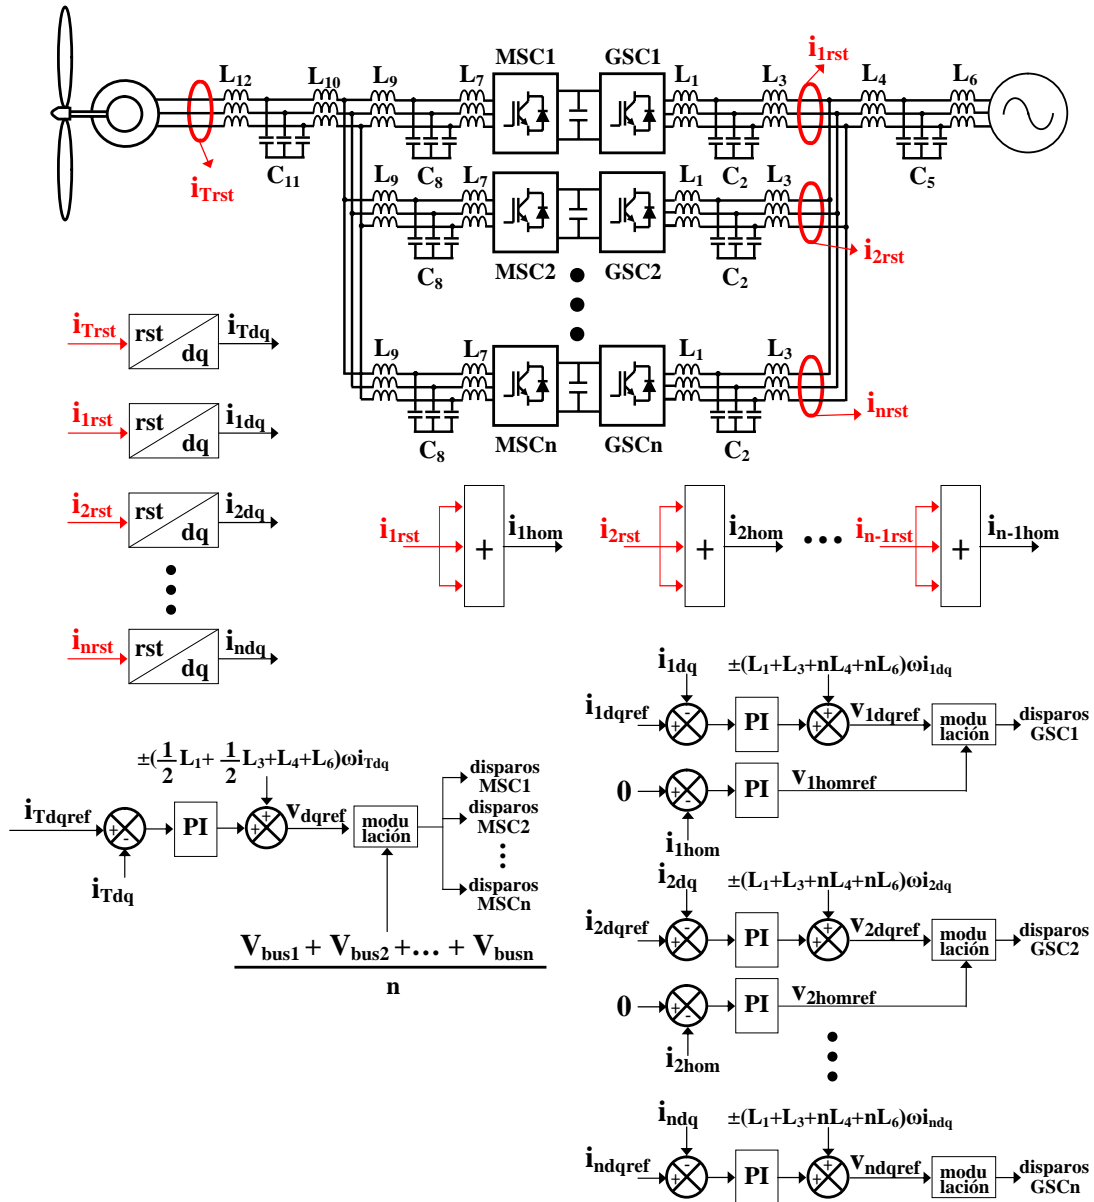 MSC1 GSC1 i1rst
L12 L10 L9 L7 L1 L3 L4 L6
iTrst C11 C8 C2 C5
L9 L7 L1 L3
C8 MSC2 GSC2 C2 i2rst
iTrst rst dq iTdq
L9 L7 L1 L3
i1rst rst dq i1dq
C8 MSCn GSCn C2 inrst
i2rst rst dq i2dq
i1rst + i1hom i2rst + i2hom in-1rst + in-1hom
inrst rst dq indq
i1dq ±(L1+L3+nL4+nL6)ωi1dq
i1dqref + - PI + + v1dqref modu lación disparos GSC1
0 + - PI v1homref
i1hom
±(1/2 L1+ 1/2 L3+L4+L6)ωiTdq
iTdqref + - PI + + vdqref modu lación
iTdq
disparos MSC1
disparos MSC2
disparos MSCn
Vbus1 + Vbus2 +... + Vbusn
n
i2dq ±(L1+L3+nL4+nL6)ωi2dq
i2dqref + - PI + + v2dqref modu lación disparos GSC2
0 + - PI v2homref
i2hom
indq ±(L1+L3+nL4+nL6)ωindq
indqref + - PI + + vndqref modu lación disparos GSCn